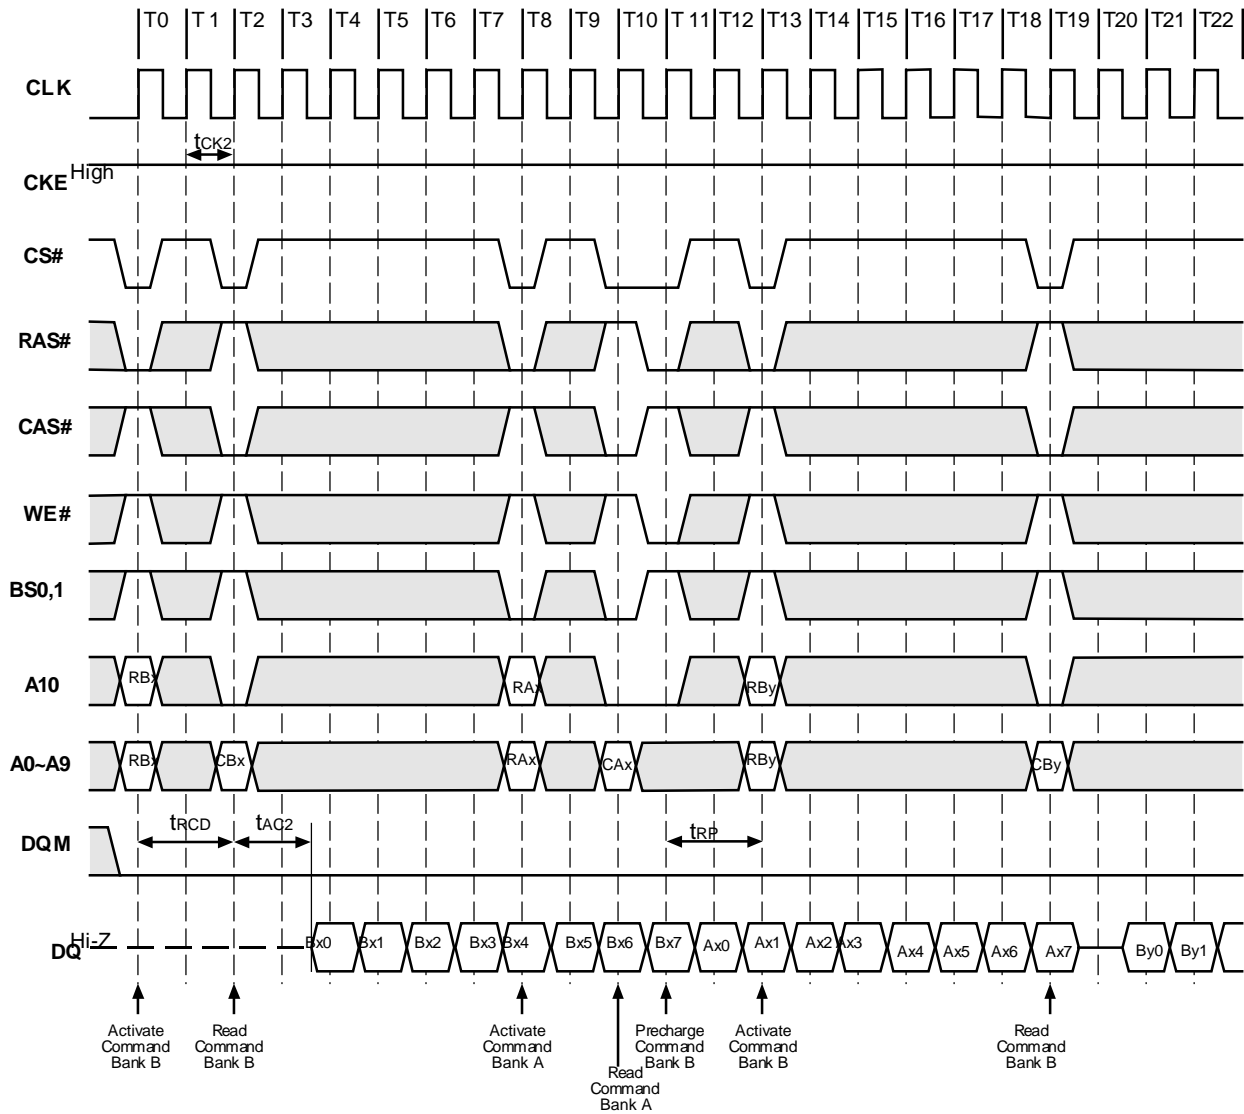 T0 T 1 T2 T3 T4 T5 T6 T7 T8 T9 T10 T 11 T12 T13 T14 T15 T16 T17 T18 T19 T20 T21 T22
CLK
tCK2
High
CKE
CS#
RAS#
CAS#
WE#
BS0,1
A10 RBx RAx RBy
A0~A9 RBx CBx RAx CAx RBy CBy
tRCD tAC2 tRP
DQM
Hi-Z
DQ Bx0 Bx1 Bx2 Bx3 Bx4 Bx5 Bx6 Bx7 Ax0 Ax1 Ax2 Ax3 Ax4 Ax5 Ax6 Ax7 By0 By1
Activate
Command
Bank B
Read
Command
Bank B
Activate
Command
Bank A
Read
Command
Bank A
Precharge
Command
Bank B
Activate
Command
Bank B
Read
Command
Bank B